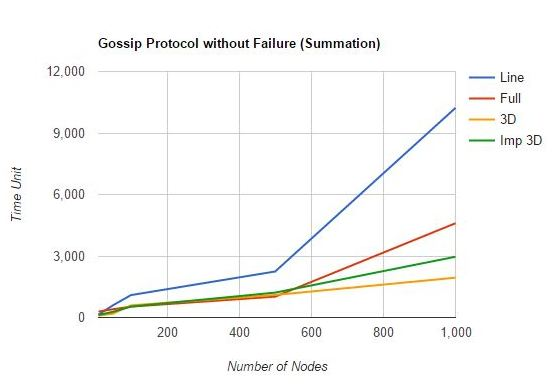 Gossip Protocol without Failure (Summation)
12,000
9,000
6,000
3,000
0
Time Unit
200 400 600 800 1,000
Number of Nodes
Line
Full
3D
Imp 3D